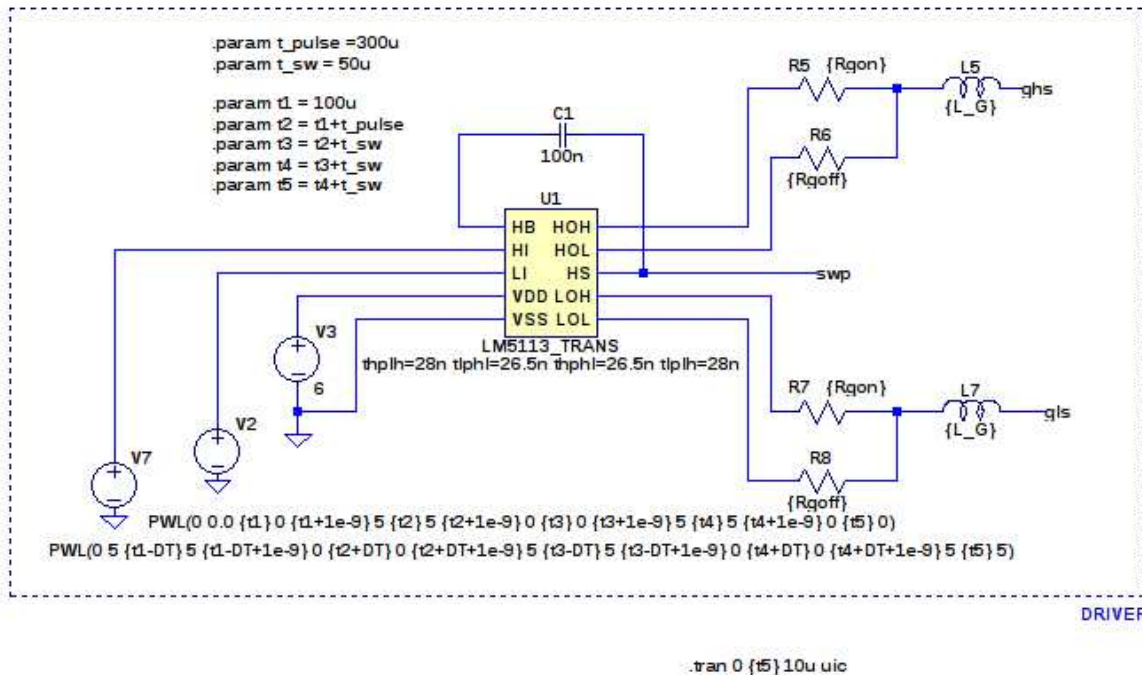 .param t_pulse =300u
.param t_sw = 50u
.param t1 = 100u
.param t2 = t1+t_pulse
.param t3 = t2+t_sw
.param t4 = t3+t_sw
.param t5 = t4+t_sw
R5 {Rgon}
L5
ghs
{L_G}
C1
100n
R6
{Rgoff}
U1
HB HOH
HI HOL
LI HS
swp
VDD LOH
VSS LOL
V3
6
LM5113_TRANS
thplh=28n tlphl=26.5n thphl=26.5n tlplh=28n
R7 {Rgon}
L7
gls
{L_G}
V2
V7
R8
{Rgoff}
PWL(0 0.0 {t1} 0 {t1+1e-9} 5 {t2} 5 {t2+1e-9} 0 {t3} 0 {t3+1e-9} 5 {t4} 5 {t4+1e-9} 0 {t5} 0)
PWL(0 5 {t1-DT} 5 {t1-DT+1e-9} 0 {t2+DT} 0 {t2+DT+1e-9} 5 {t3-DT} 5 {t3-DT+1e-9} 0 {t4+DT} 0 {t4+DT+1e-9} 5 {t5} 5)
DRIVER
.tran 0 {t5} 10u uic